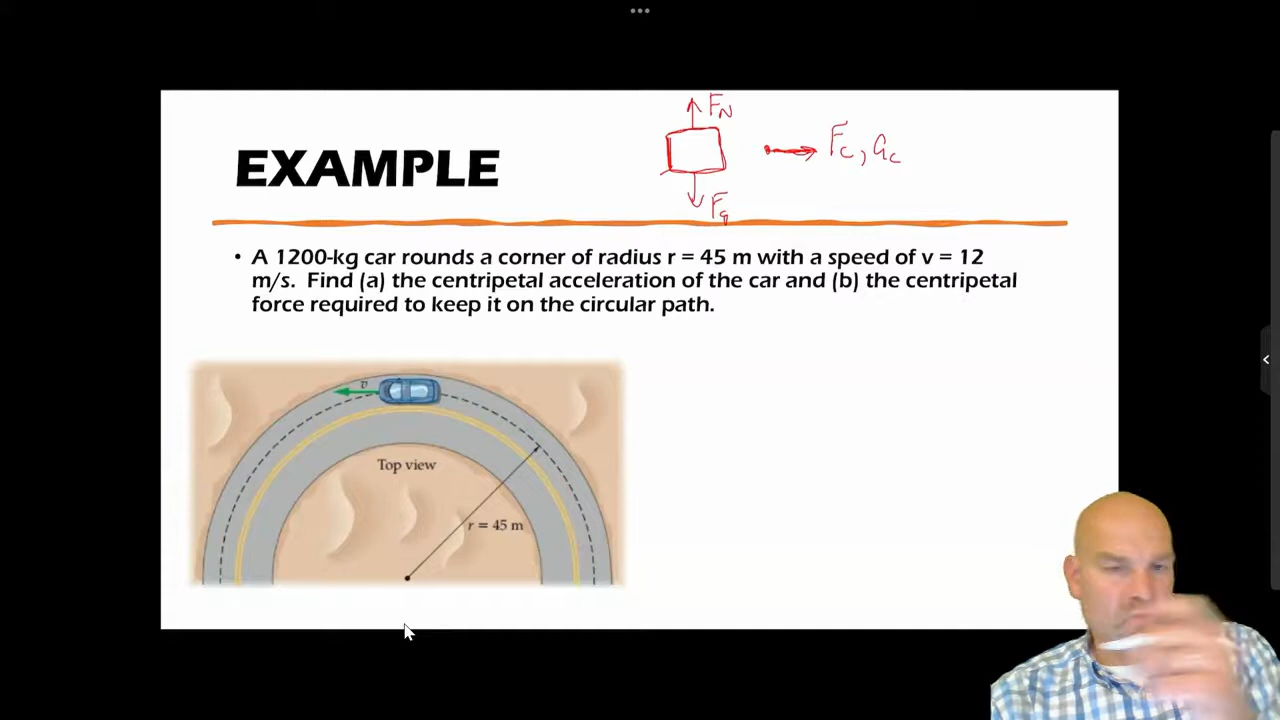 F_N
F_C, a_C
F_g
EXAMPLE
• A 1200-kg car rounds a corner of radius r = 45 m with a speed of v = 12
m/s. Find (a) the centripetal acceleration of the car and (b) the centripetal
force required to keep it on the circular path.
v
Top view
r = 45 m